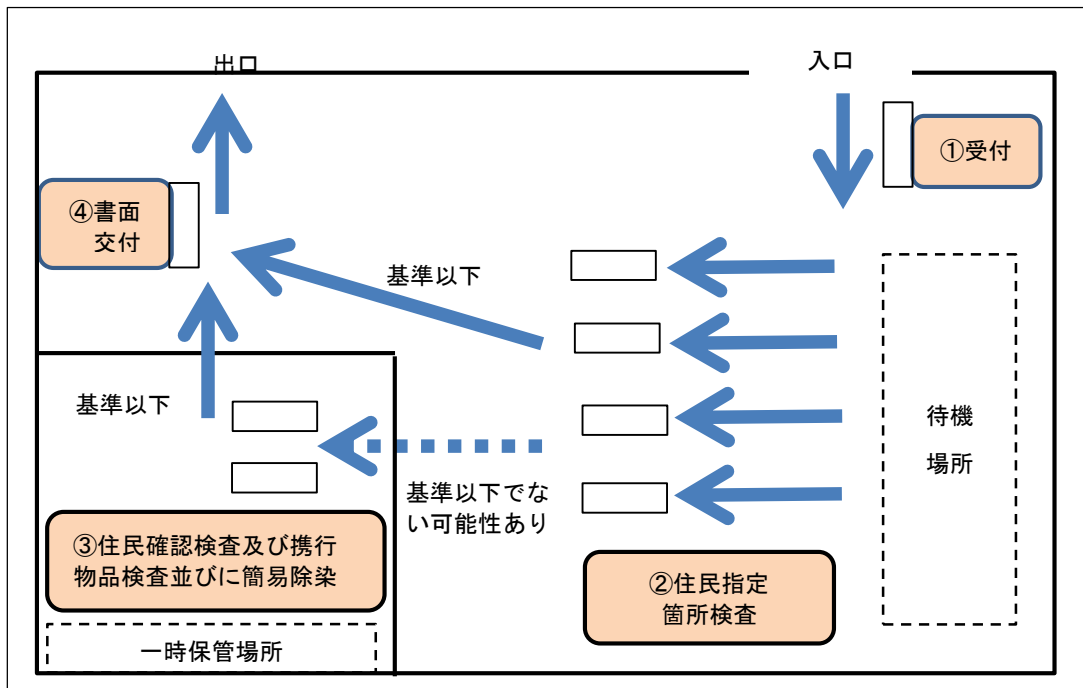 出口
入口
①受付
④書面
交付
基準以下
基準以下
待機
場所
基準以下でな
い可能性あり
③住民確認検査及び携行
物品検査並びに簡易除染
②住民指定
箇所検査
一時保管場所